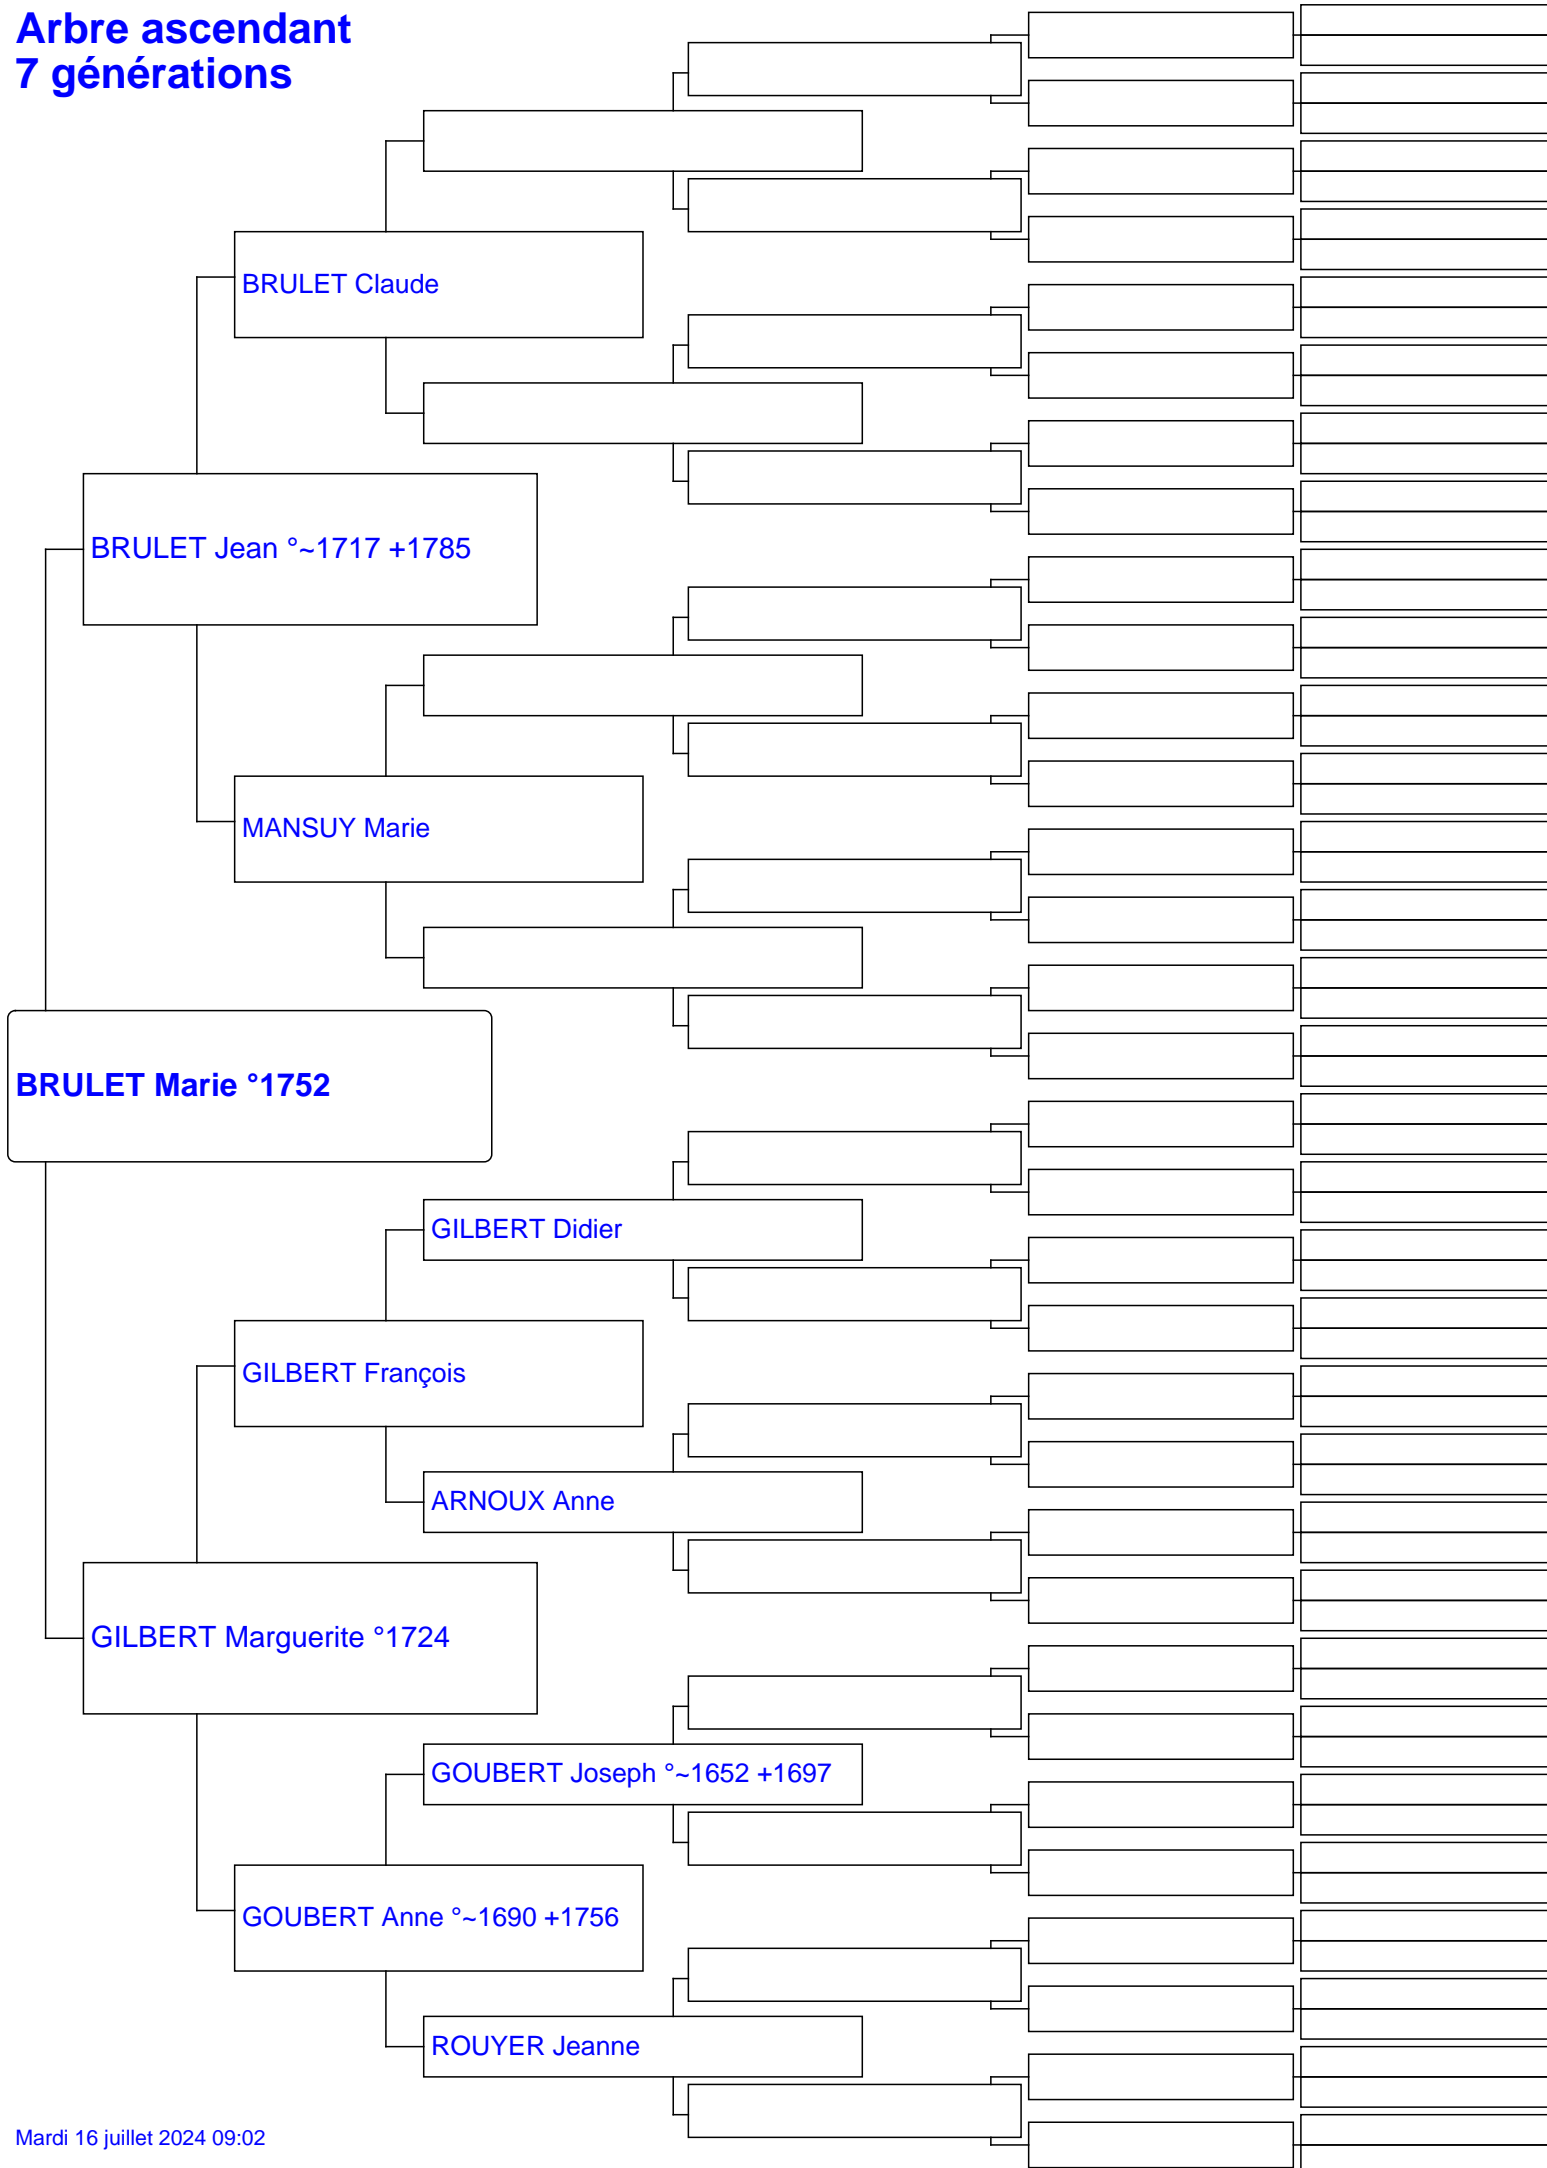 Arbre ascendant
7 générations
BRULET Claude
BRULET Jean °~1717 +1785
MANSUY Marie
BRULET Marie °1752
GILBERT Didier
GILBERT François
ARNOUX Anne
GILBERT Marguerite °1724
GOUBERT Joseph °~1652 +1697
GOUBERT Anne °~1690 +1756
ROUYER Jeanne
Mardi 16 juillet 2024 09:02